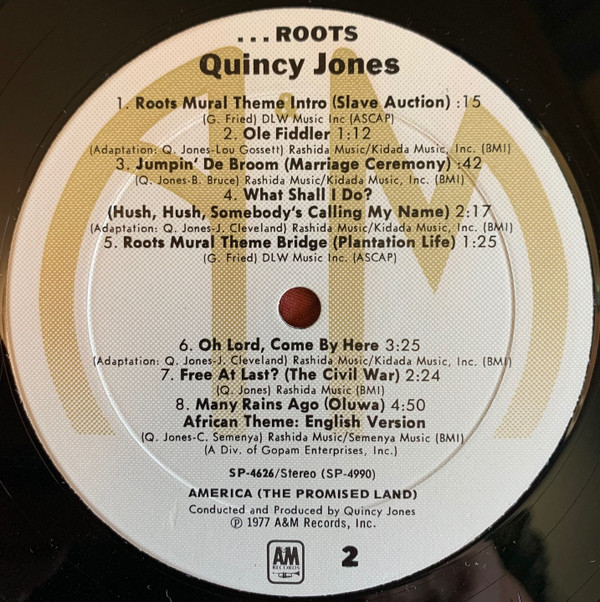 ...ROOTS
Quincy Jones
1. Roots Mural Theme Intro (Slave Auction) :15
(G. Fried) DLW Music Inc (ASCAP)
2. Ole Fiddler 1:12
(Adaptation: Q. Jones-Lou Gossett) Rashida Music/Kidada Music, Inc. (BMI)
3. Jumpin' De Broom (Marriage Ceremony) :42
(Q. Jones-B. Bruce) Rashida Music/Kidada Music, Inc. (BMI)
4. What Shall I Do?
(Hush, Hush, Somebody's Calling My Name) 2:17
(Adaptation: Q. Jones-J. Cleveland) Rashida Music/Kidada Music, Inc. (BMI)
5. Roots Mural Theme Bridge (Plantation Life) 1:25
(G. Fried) DLW Music Inc. (ASCAP)
6. Oh Lord, Come By Here 3:25
(Adaptation: Q. Jones-J. Cleveland) Rashida Music/Kidada Music, Inc. (BMI)
7. Free At Last? (The Civil War) 2:24
(Q. Jones) Rashida Music (BMI)
8. Many Rains Ago (Oluwa) 4:50
African Theme: English Version
(Q. Jones-C. Semenya) Rashida Music/Semenya Music (BMI)
(A Div. of Gopam Enterprises, Inc.)
SP-4626/Stereo (SP-4990)
AMERICA (THE PROMISED LAND)
Conducted and Produced by Quincy Jones
℗ 1977 A&M Records, Inc.
AM
RECORDS
2